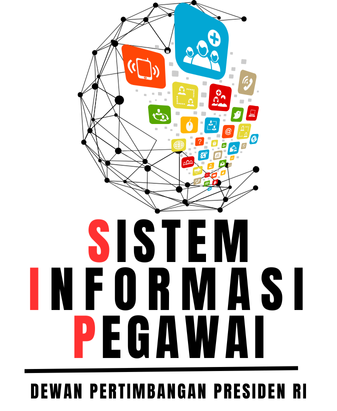 SISTEM
INFORMASI
PEGAWAI
DEWAN PERTIMBANGAN PRESIDEN RI